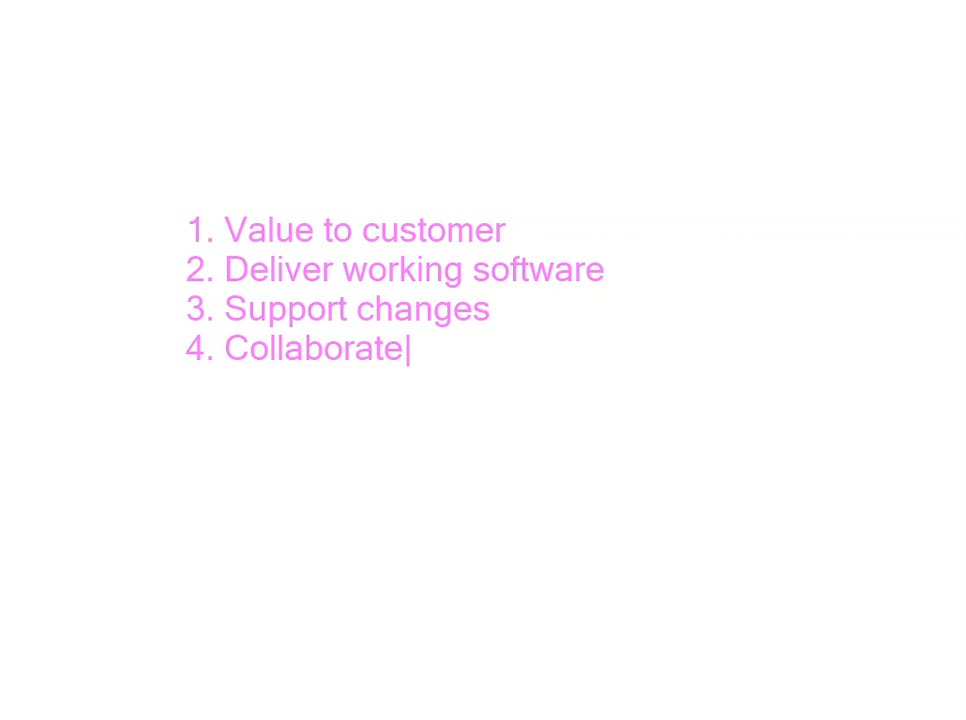 1. Value to customer
2. Deliver working software
3. Support changes
4. Collaborate